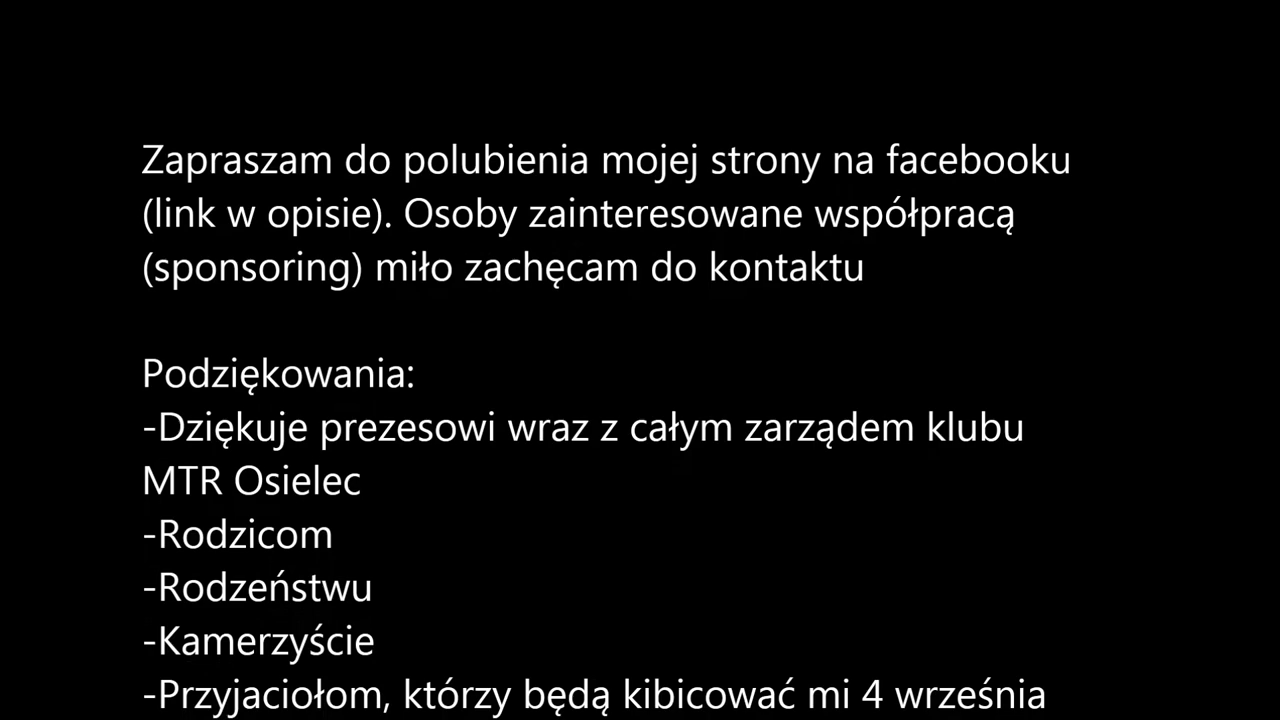 Zapraszam do polubienia mojej strony na facebooku
(link w opisie). Osoby zainteresowane współpracą
(sponsoring) miło zachęcam do kontaktu
Podziękowania:
-Dziękuje prezesowi wraz z całym zarządem klubu
MTR Osielec
-Rodzicom
-Rodzeństwu
-Kamerzyście
-Przyjaciołom, którzy będą kibicować mi 4 września